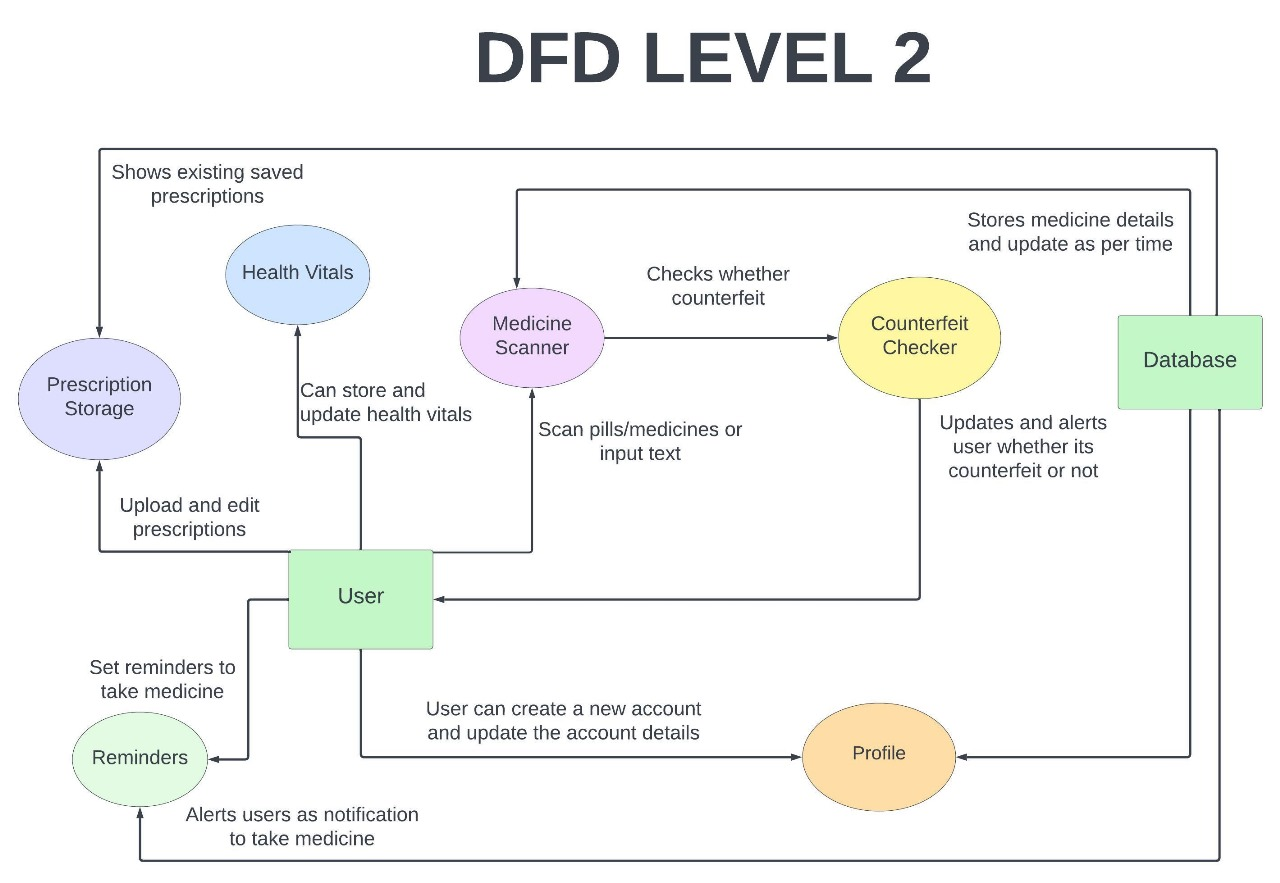 DFD LEVEL 2
Shows existing saved
prescriptions
Stores medicine details
and update as per time
Health Vitals
Checks whether
counterfeit
Medicine
Scanner
Counterfeit
Checker
Database
Prescription
Storage
Can store and
update health vitals
Scan pills/medicines or
input text
Updates and alerts
user whether its
counterfeit or not
Upload and edit
prescriptions
User
Set reminders to
take medicine
User can create a new account
and update the account details
Reminders
Profile
Alerts users as notification
to take medicine